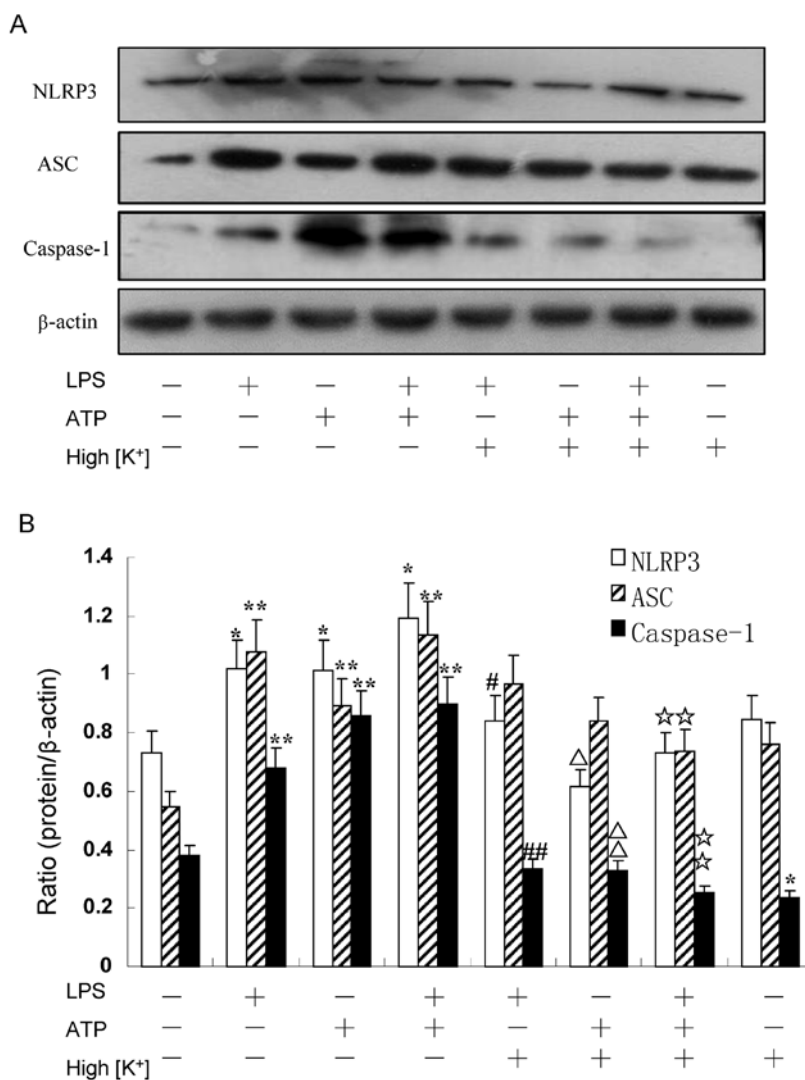 A
NLRP3
ASC
Caspase-1
β-actin
LPS − + − + + − + −
ATP − − + + − + + −
High [K⁺] − − − − + + + +
B
Ratio (protein/β-actin)
1.4
1.2
1
0.8
0.6
0.4
0.2
0
NLRP3
ASC
Caspase-1
* ** ** * ** ** * ** ** # ## △ △△ ☆ ☆ ☆☆ *
LPS − + − + + − + −
ATP − − + + − + + −
High [K⁺] − − − − + + + +